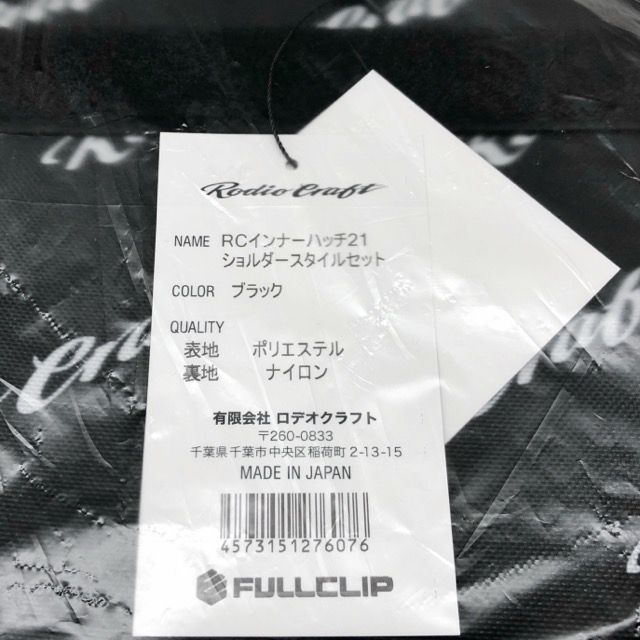 Rodio Craft
NAME RCインナーハッチ21
ショルダースタイルセット
COLOR ブラック
QUALITY
表地 ポリエステル
裏地 ナイロン
有限会社 ロデオクラフト
〒260-0833
千葉県千葉市中央区稲荷町2-13-15
MADE IN JAPAN
4573151276076
FULLCLIP